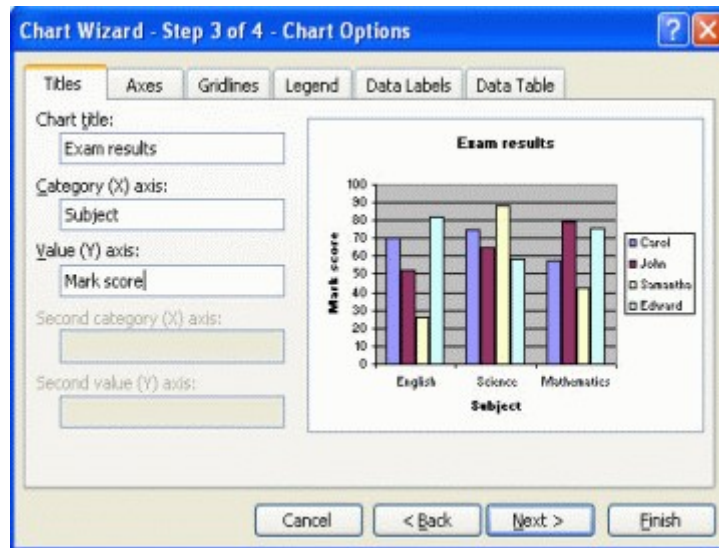 Chart Wizard - Step 3 of 4 - Chart Options
Titles Axes Gridlines Legend Data Labels Data Table
Chart title:
Exam results
Category (X) axis:
Subject
Value (Y) axis:
Mark score
Second category (X) axis:
Second value (Y) axis:
Exam results
Mark score
100
90
80
70
60
50
40
30
20
10
0
English Science Mathematics
Subject
Carol
John
Samantha
Edward
Cancel < Back Next > Finish